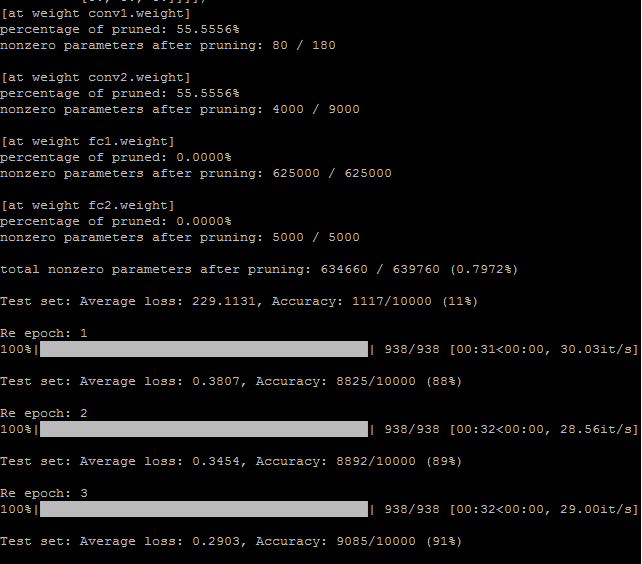 [at weight conv1.weight]
percentage of pruned: 55.5556%
nonzero parameters after pruning: 80 / 180
[at weight conv2.weight]
percentage of pruned: 55.5556%
nonzero parameters after pruning: 4000 / 9000
[at weight fc1.weight]
percentage of pruned: 0.0000%
nonzero parameters after pruning: 625000 / 625000
[at weight fc2.weight]
percentage of pruned: 0.0000%
nonzero parameters after pruning: 5000 / 5000
total nonzero parameters after pruning: 634660 / 639760 (0.7972%)
Test set: Average loss: 229.1131, Accuracy: 1117/10000 (11%)
Re epoch: 1
100%| | 938/938 [00:31<00:00, 30.03it/s]
Test set: Average loss: 0.3807, Accuracy: 8825/10000 (88%)
Re epoch: 2
100%| | 938/938 [00:32<00:00, 28.56it/s]
Test set: Average loss: 0.3454, Accuracy: 8892/10000 (89%)
Re epoch: 3
100%| | 938/938 [00:32<00:00, 29.00it/s]
Test set: Average loss: 0.2903, Accuracy: 9085/10000 (91%)